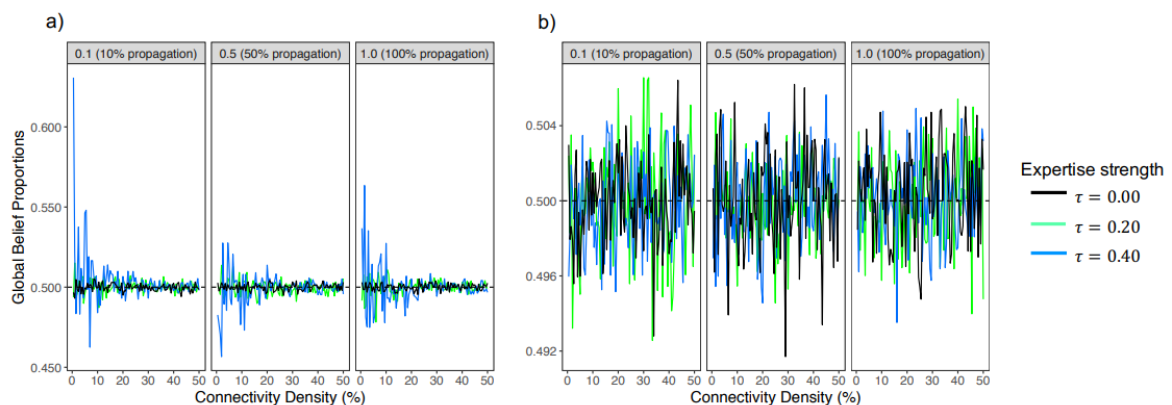 a)
0.1 (10% propagation) 0.5 (50% propagation) 1.0 (100% propagation)
Global Belief Proportions
0.600
0.550
0.500
0.450
0 10 20 30 40 50 0 10 20 30 40 50 0 10 20 30 40 50
Connectivity Density (%)
b)
0.1 (10% propagation) 0.5 (50% propagation) 1.0 (100% propagation)
0.504
0.500
0.496
0.492
0 10 20 30 40 50 0 10 20 30 40 50 0 10 20 30 40 50
Connectivity Density (%)
Expertise strength
τ = 0.00
τ = 0.20
τ = 0.40